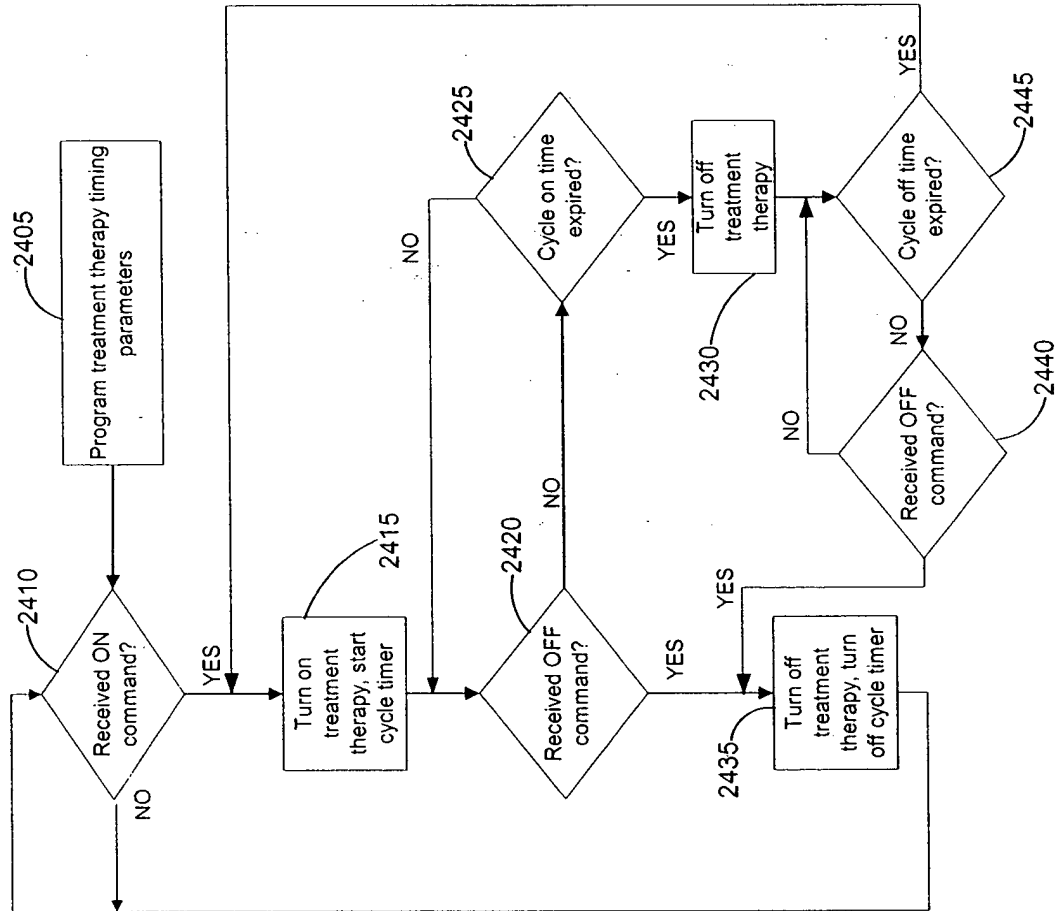 2405
Program treatment therapy timing
parameters
2410
Received ON
command?
NO
YES
2415
Turn on
treatment
therapy, start
cycle timer
2420
Received OFF
command?
NO
YES
2425
Cycle on time
expired?
NO
YES
2430
Turn off
treatment
therapy
2445
Cycle off time
expired?
YES
NO
2440
Received OFF
command?
NO
YES
2435
Turn off
treatment
therapy, turn
off cycle timer